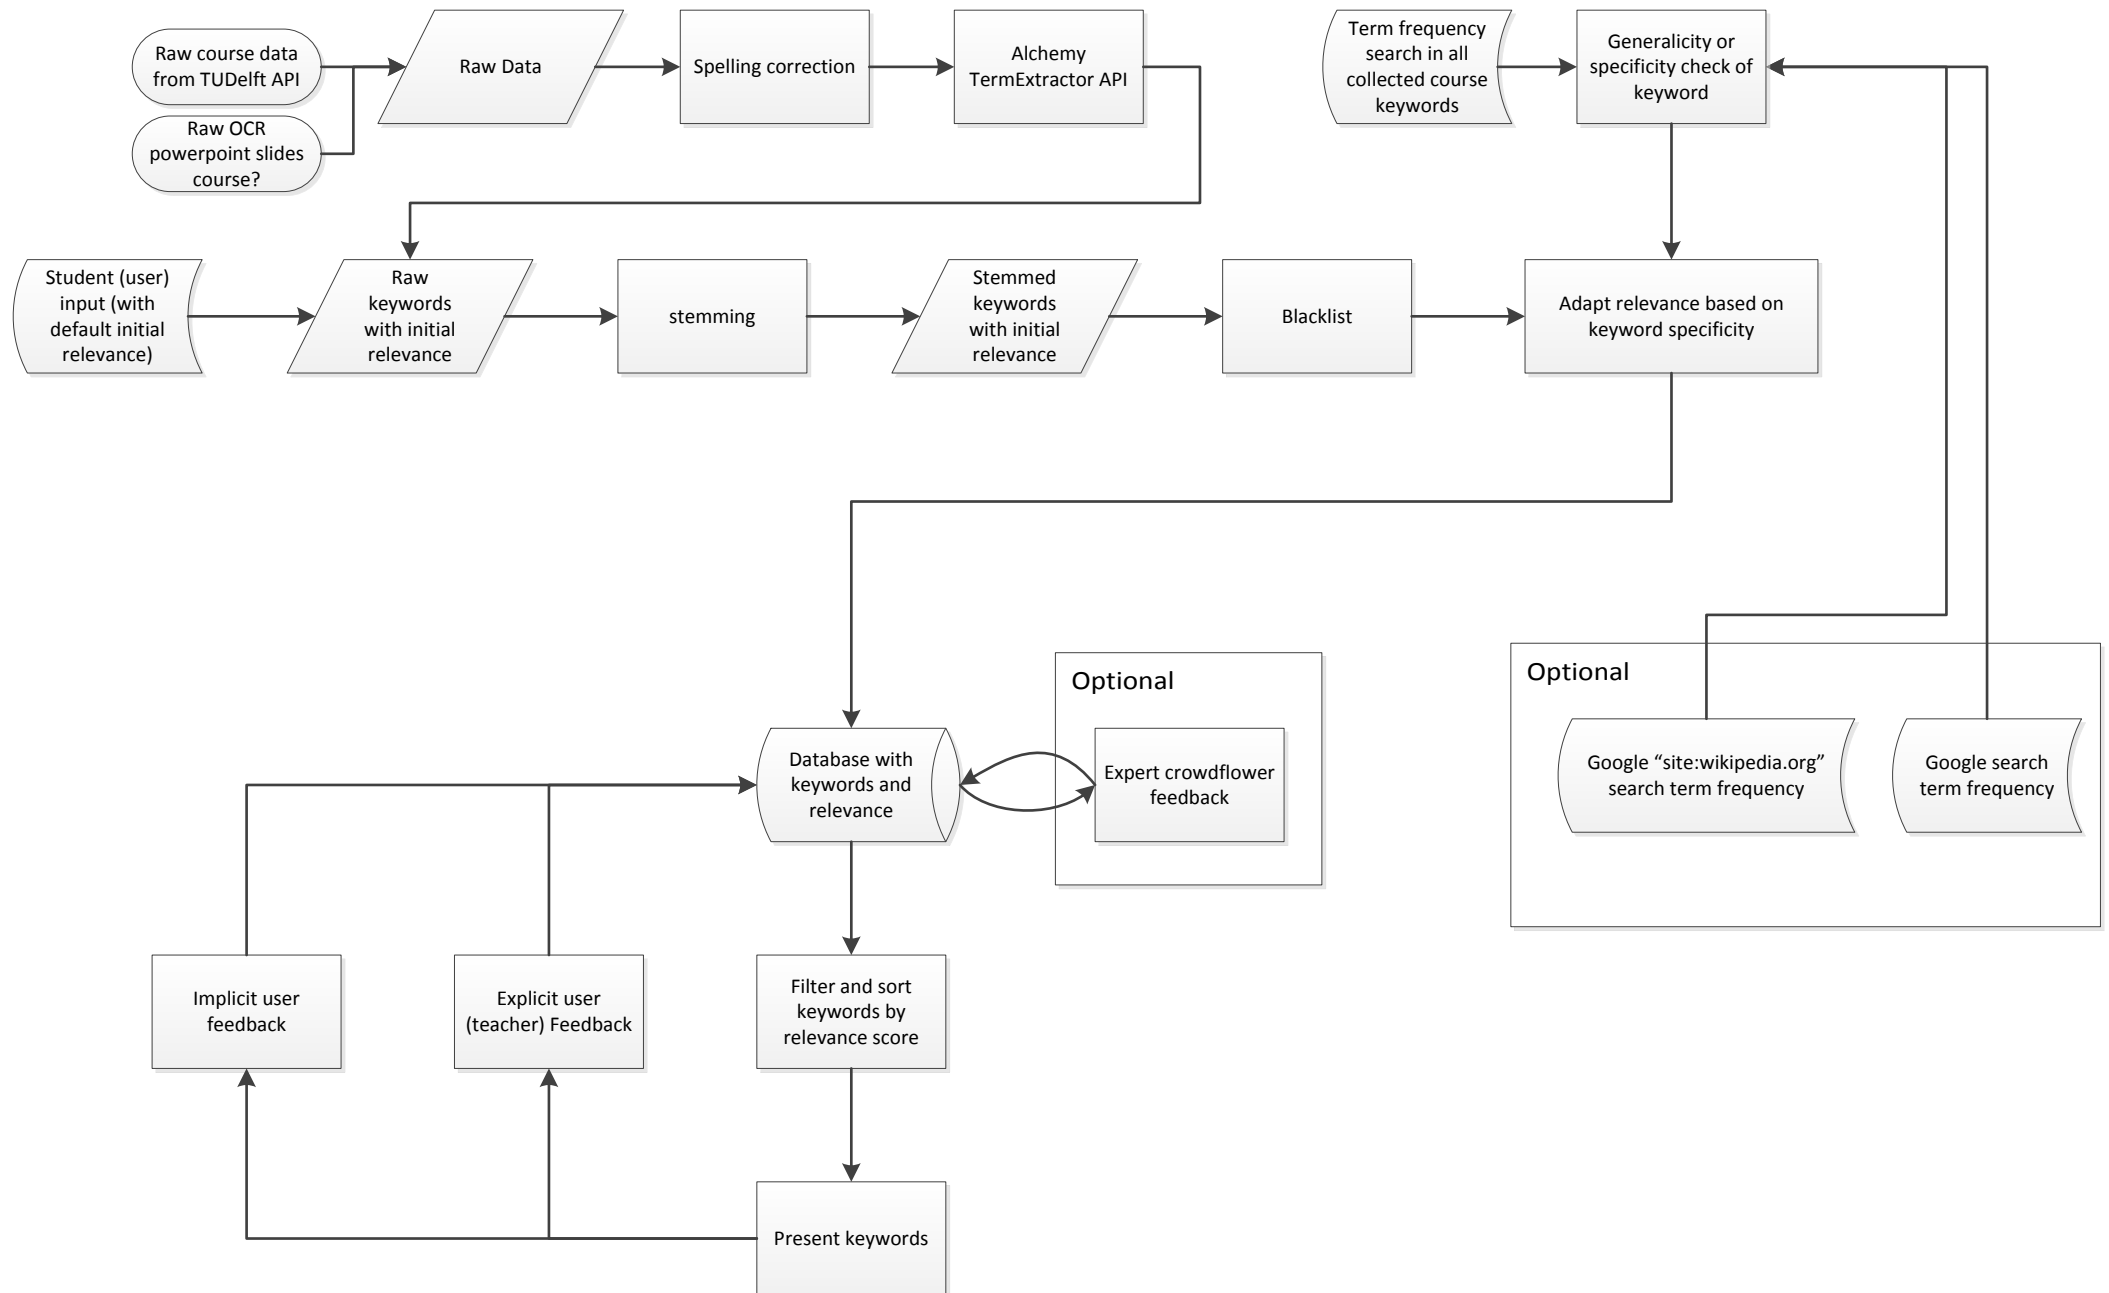 Raw course data
from TUDelft API
Raw Data
Spelling correction
Alchemy
TermExtractor API
Term frequency
search in all
collected course
keywords
Generalicity or
specificity check of
keyword
Raw OCR
powerpoint slides
course?
Student (user)
input (with
default initial
relevance)
Raw
keywords
with initial
relevance
stemming
Stemmed
keywords
with initial
relevance
Blacklist
Adapt relevance based on
keyword specificity
Optional
Optional
Database with
keywords and
relevance
Expert crowdflower
feedback
Google “site:wikipedia.org”
search term frequency
Google search
term frequency
Implicit user
feedback
Explicit user
(teacher) Feedback
Filter and sort
keywords by
relevance score
Present keywords